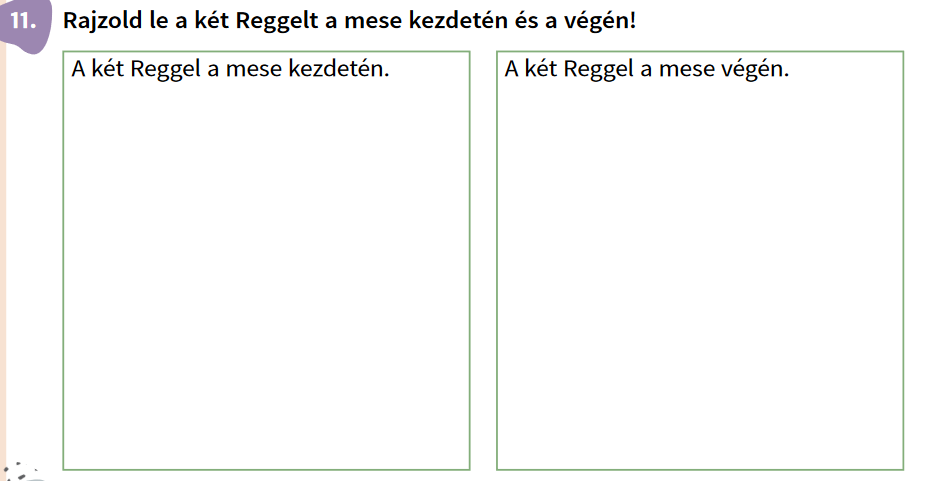 11. Rajzold le a két Reggelt a mese kezdetén és a végén!
A két Reggel a mese kezdetén.
A két Reggel a mese végén.